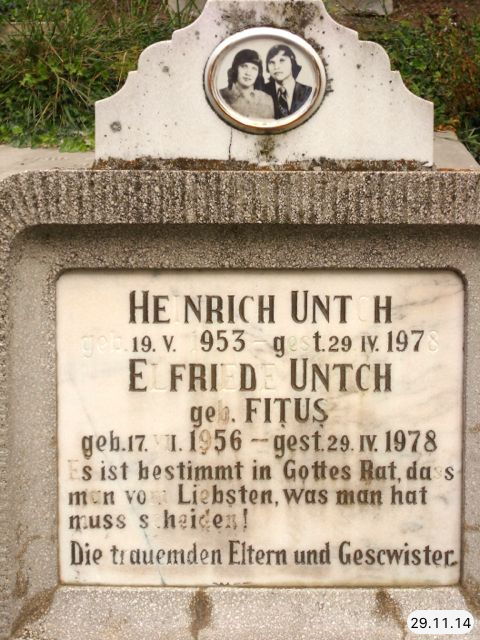 HEINRICH UNTCH
geb. 19. V. 1953 – gest. 29 IV. 1978
ELFRIEDE UNTCH
geb. FITUS
geb. 17. VII. 1956 – gest. 29. IV. 1978
Es ist bestimmt in Gottes Rat, dass
man vom Liebsten, was man hat
muss scheiden!
Die trauernden Eltern und Gescwister.
29.11.14